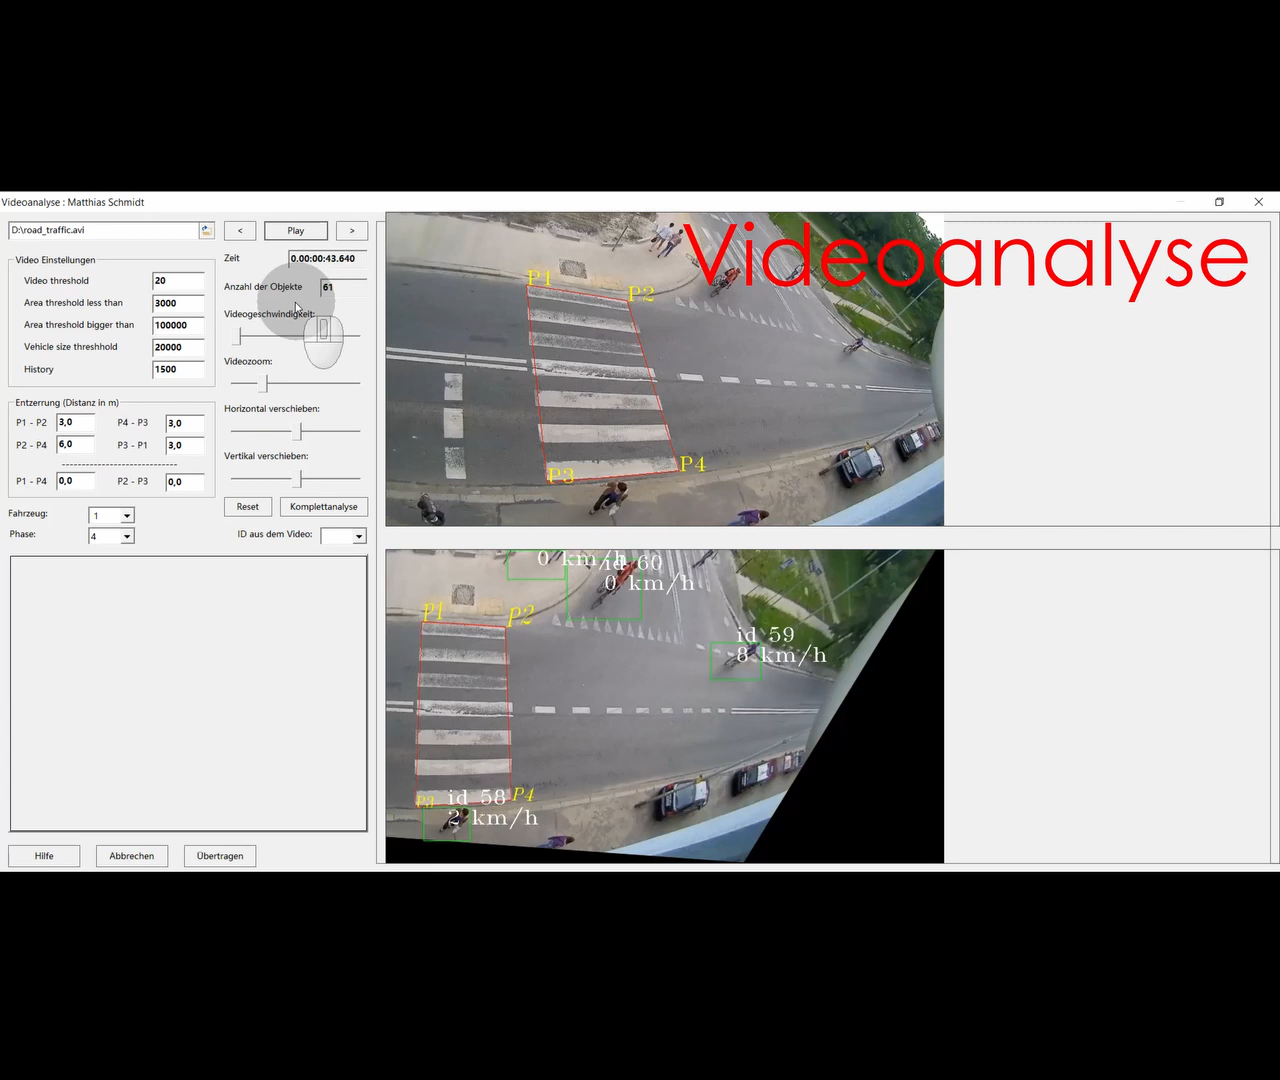 Videoanalyse : Matthias Schmidt
Videoanalyse
D:\road_traffic.avi
< Play >
Video Einstellungen
Video threshold 20
Area threshold less than 3000
Area threshold bigger than 100000
Vehicle size threshhold 20000
History 1500
Zeit 0.00:00:43.640
Anzahl der Objekte 61
Videogeschwindigkeit:
Videozoom:
Horizontal verschieben:
Vertikal verschieben:
Entzerrung (Distanz in m)
P1 - P2 3,0 P4 - P3 3,0
P2 - P4 6,0 P3 - P1 3,0
P1 - P4 0,0 P2 - P3 0,0
Reset Komplettanalyse
Fahrzeug: 1
Phase: 4
ID aus dem Video:
Hilfe Abbrechen Übertragen
P1
P2
P3
P4
0 km/h
id 60
0 km/h
P1
P2
id 59
8 km/h
P3
id 58
P4
2 km/h